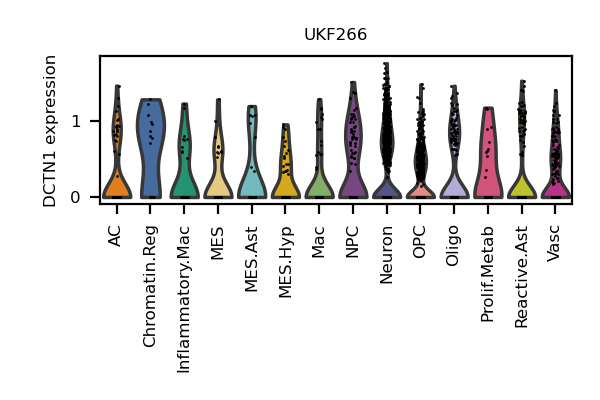 UKF266
DCTN1 expression
1
0
AC
Chromatin.Reg
Inflammatory.Mac
MES
MES.Ast
MES.Hyp
Mac
NPC
Neuron
OPC
Oligo
Prolif.Metab
Reactive.Ast
Vasc